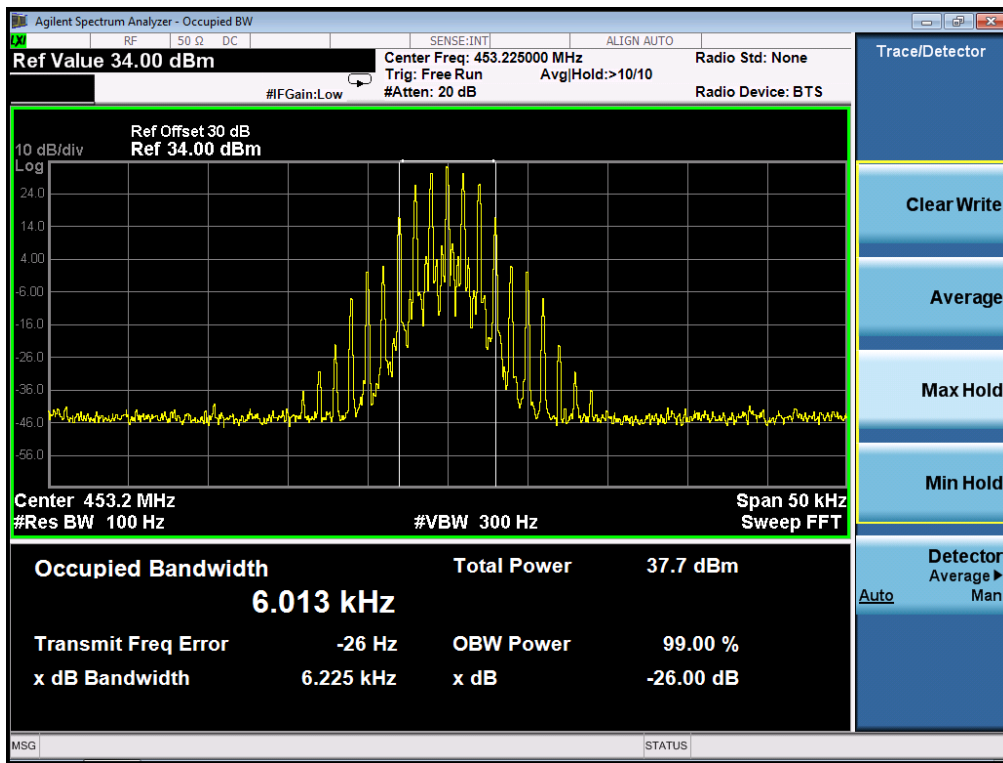 Agilent Spectrum Analyzer - Occupied BW
LXI RF 50 Ω DC SENSE:INT ALIGN AUTO
Ref Value 34.00 dBm
Center Freq: 453.225000 MHz
Radio Std: None
Trig: Free Run Avg|Hold:>10/10
#IFGain:Low
#Atten: 20 dB
Radio Device: BTS
Ref Offset 30 dB
10 dB/div Ref 34.00 dBm
Log
24.0
14.0
4.00
-6.00
-16.0
-26.0
-36.0
-46.0
-56.0
Center 453.2 MHz Span 50 kHz
#Res BW 100 Hz #VBW 300 Hz Sweep FFT
Occupied Bandwidth Total Power 37.7 dBm
6.013 kHz
Transmit Freq Error -26 Hz OBW Power 99.00 %
x dB Bandwidth 6.225 kHz x dB -26.00 dB
MSG STATUS
Trace/Detector
Clear Write
Average
Max Hold
Min Hold
Detector
Average
Auto Man